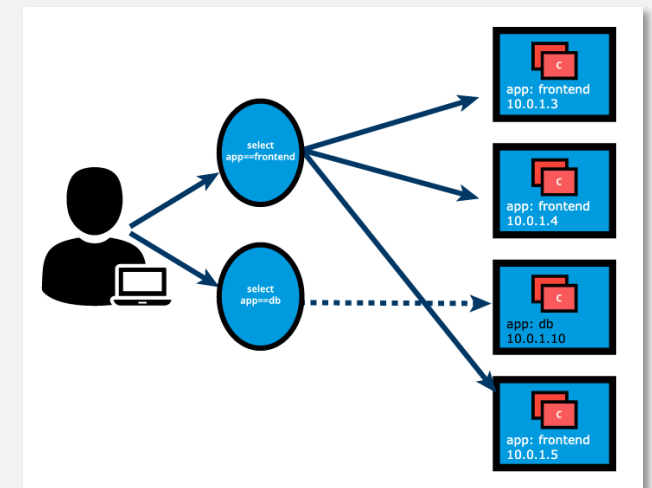 C
app: frontend
10.0.1.3
select
app==frontend
C
app: frontend
10.0.1.4
select
app==db
C
app: db
10.0.1.10
C
app: frontend
10.0.1.5